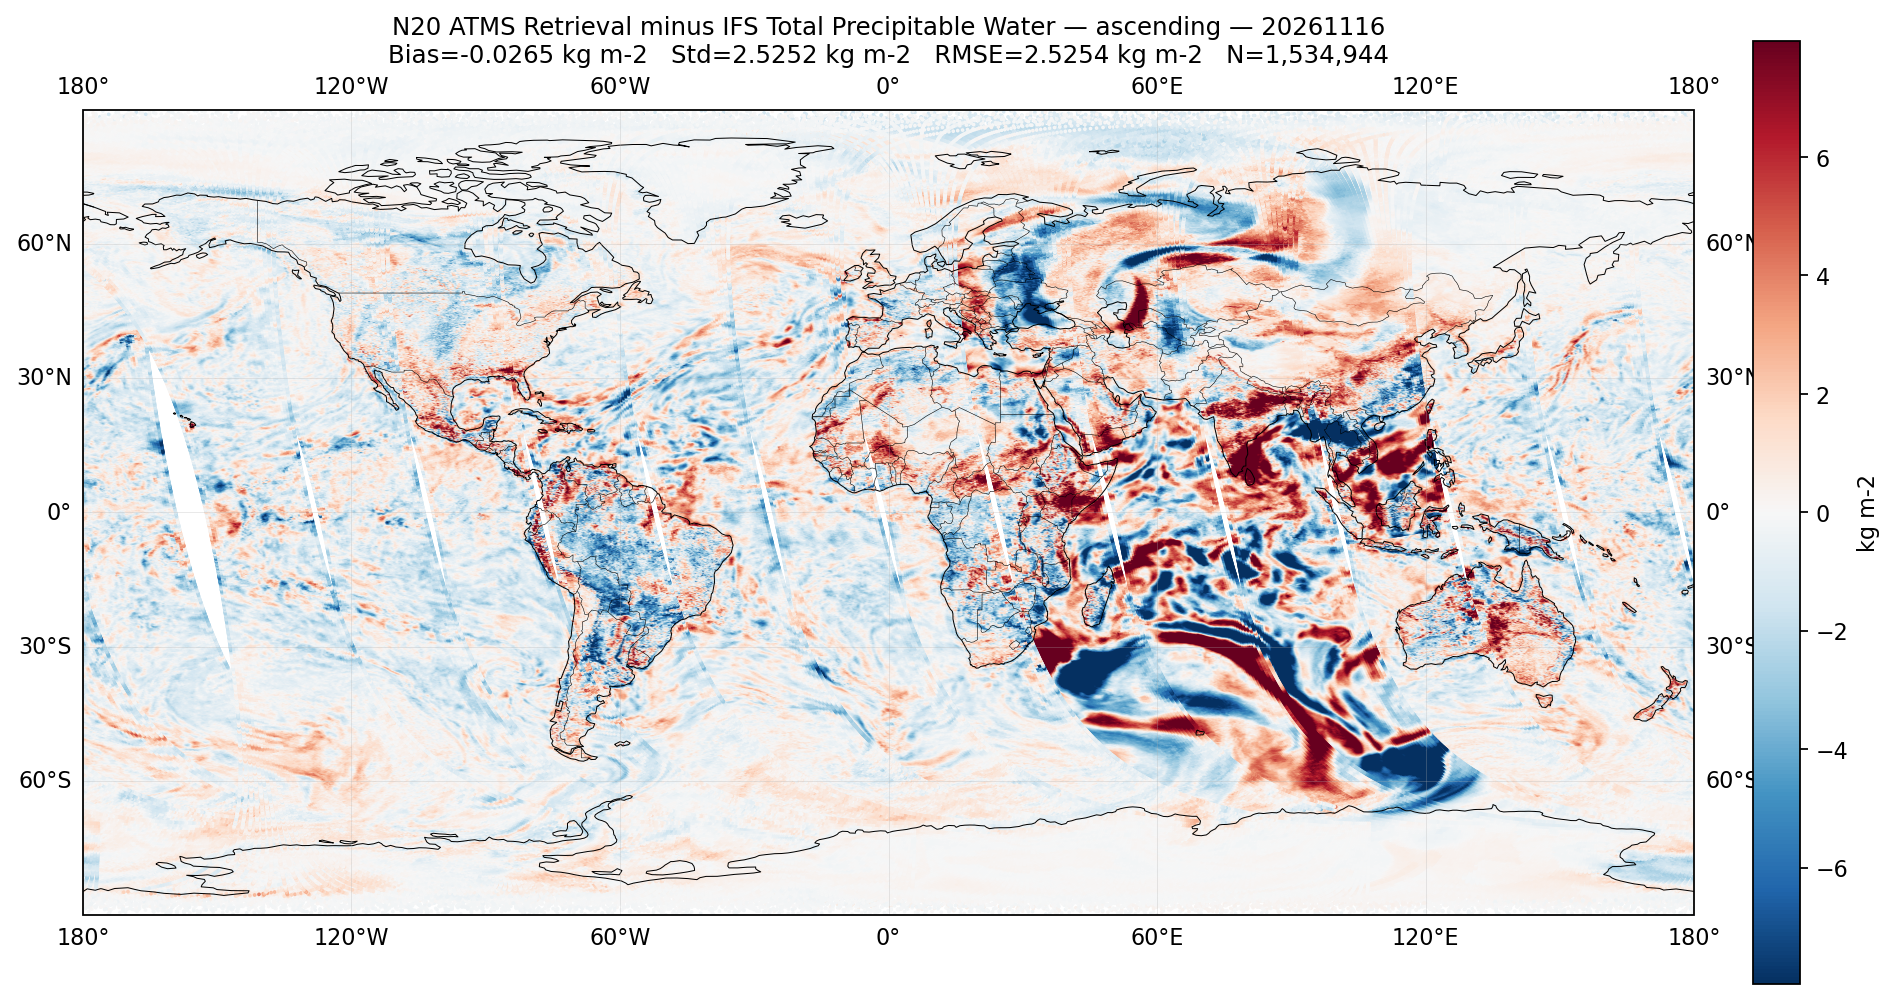 N20 ATMS Retrieval minus IFS Total Precipitable Water — ascending — 20261116
Bias=-0.0265 kg m-2 Std=2.5252 kg m-2 RMSE=2.5254 kg m-2 N=1,534,944
180° 120°W 60°W 0° 60°E 120°E 180°
60°N 60°N
30°N 30°N
0° 0°
30°S 30°S
60°S 60°S
180° 120°W 60°W 0° 60°E 120°E 180°
6
4
2
0
−2
−4
−6
kg m-2